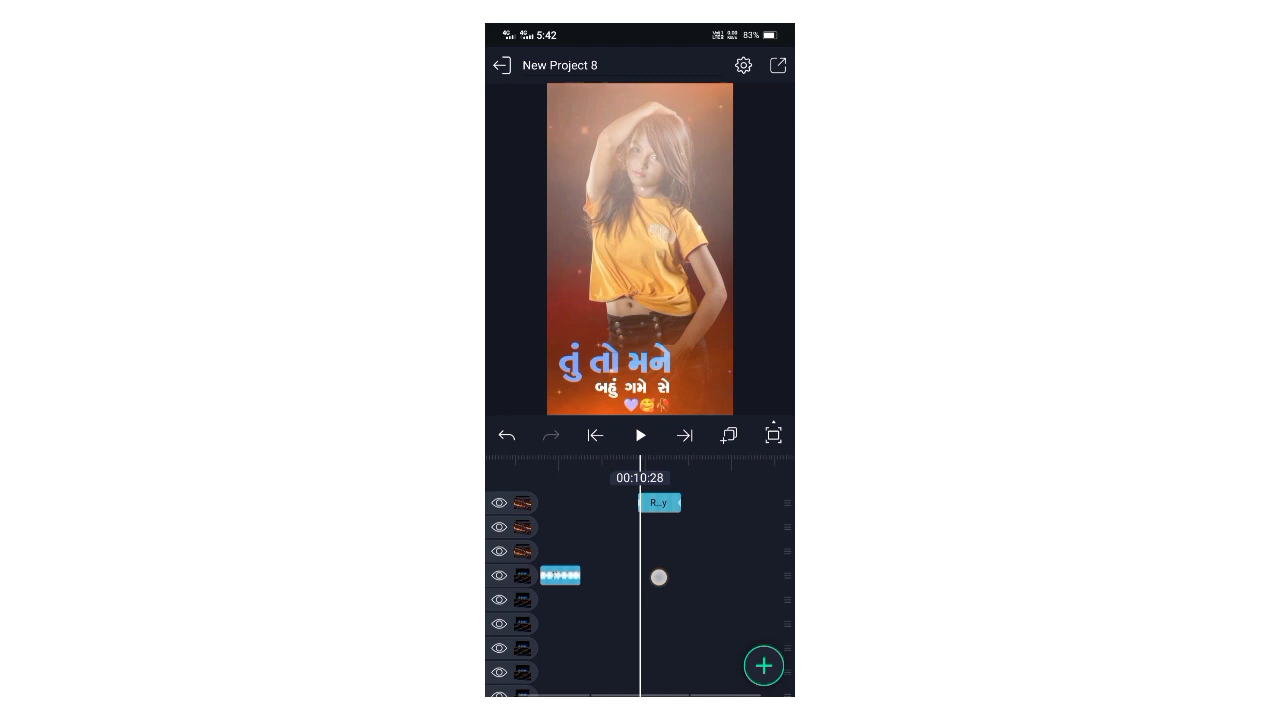 5:42
83%
New Project 8
તું તો મને
બહું ગમે સે
💜🥰🥀
00:10:28
R...y